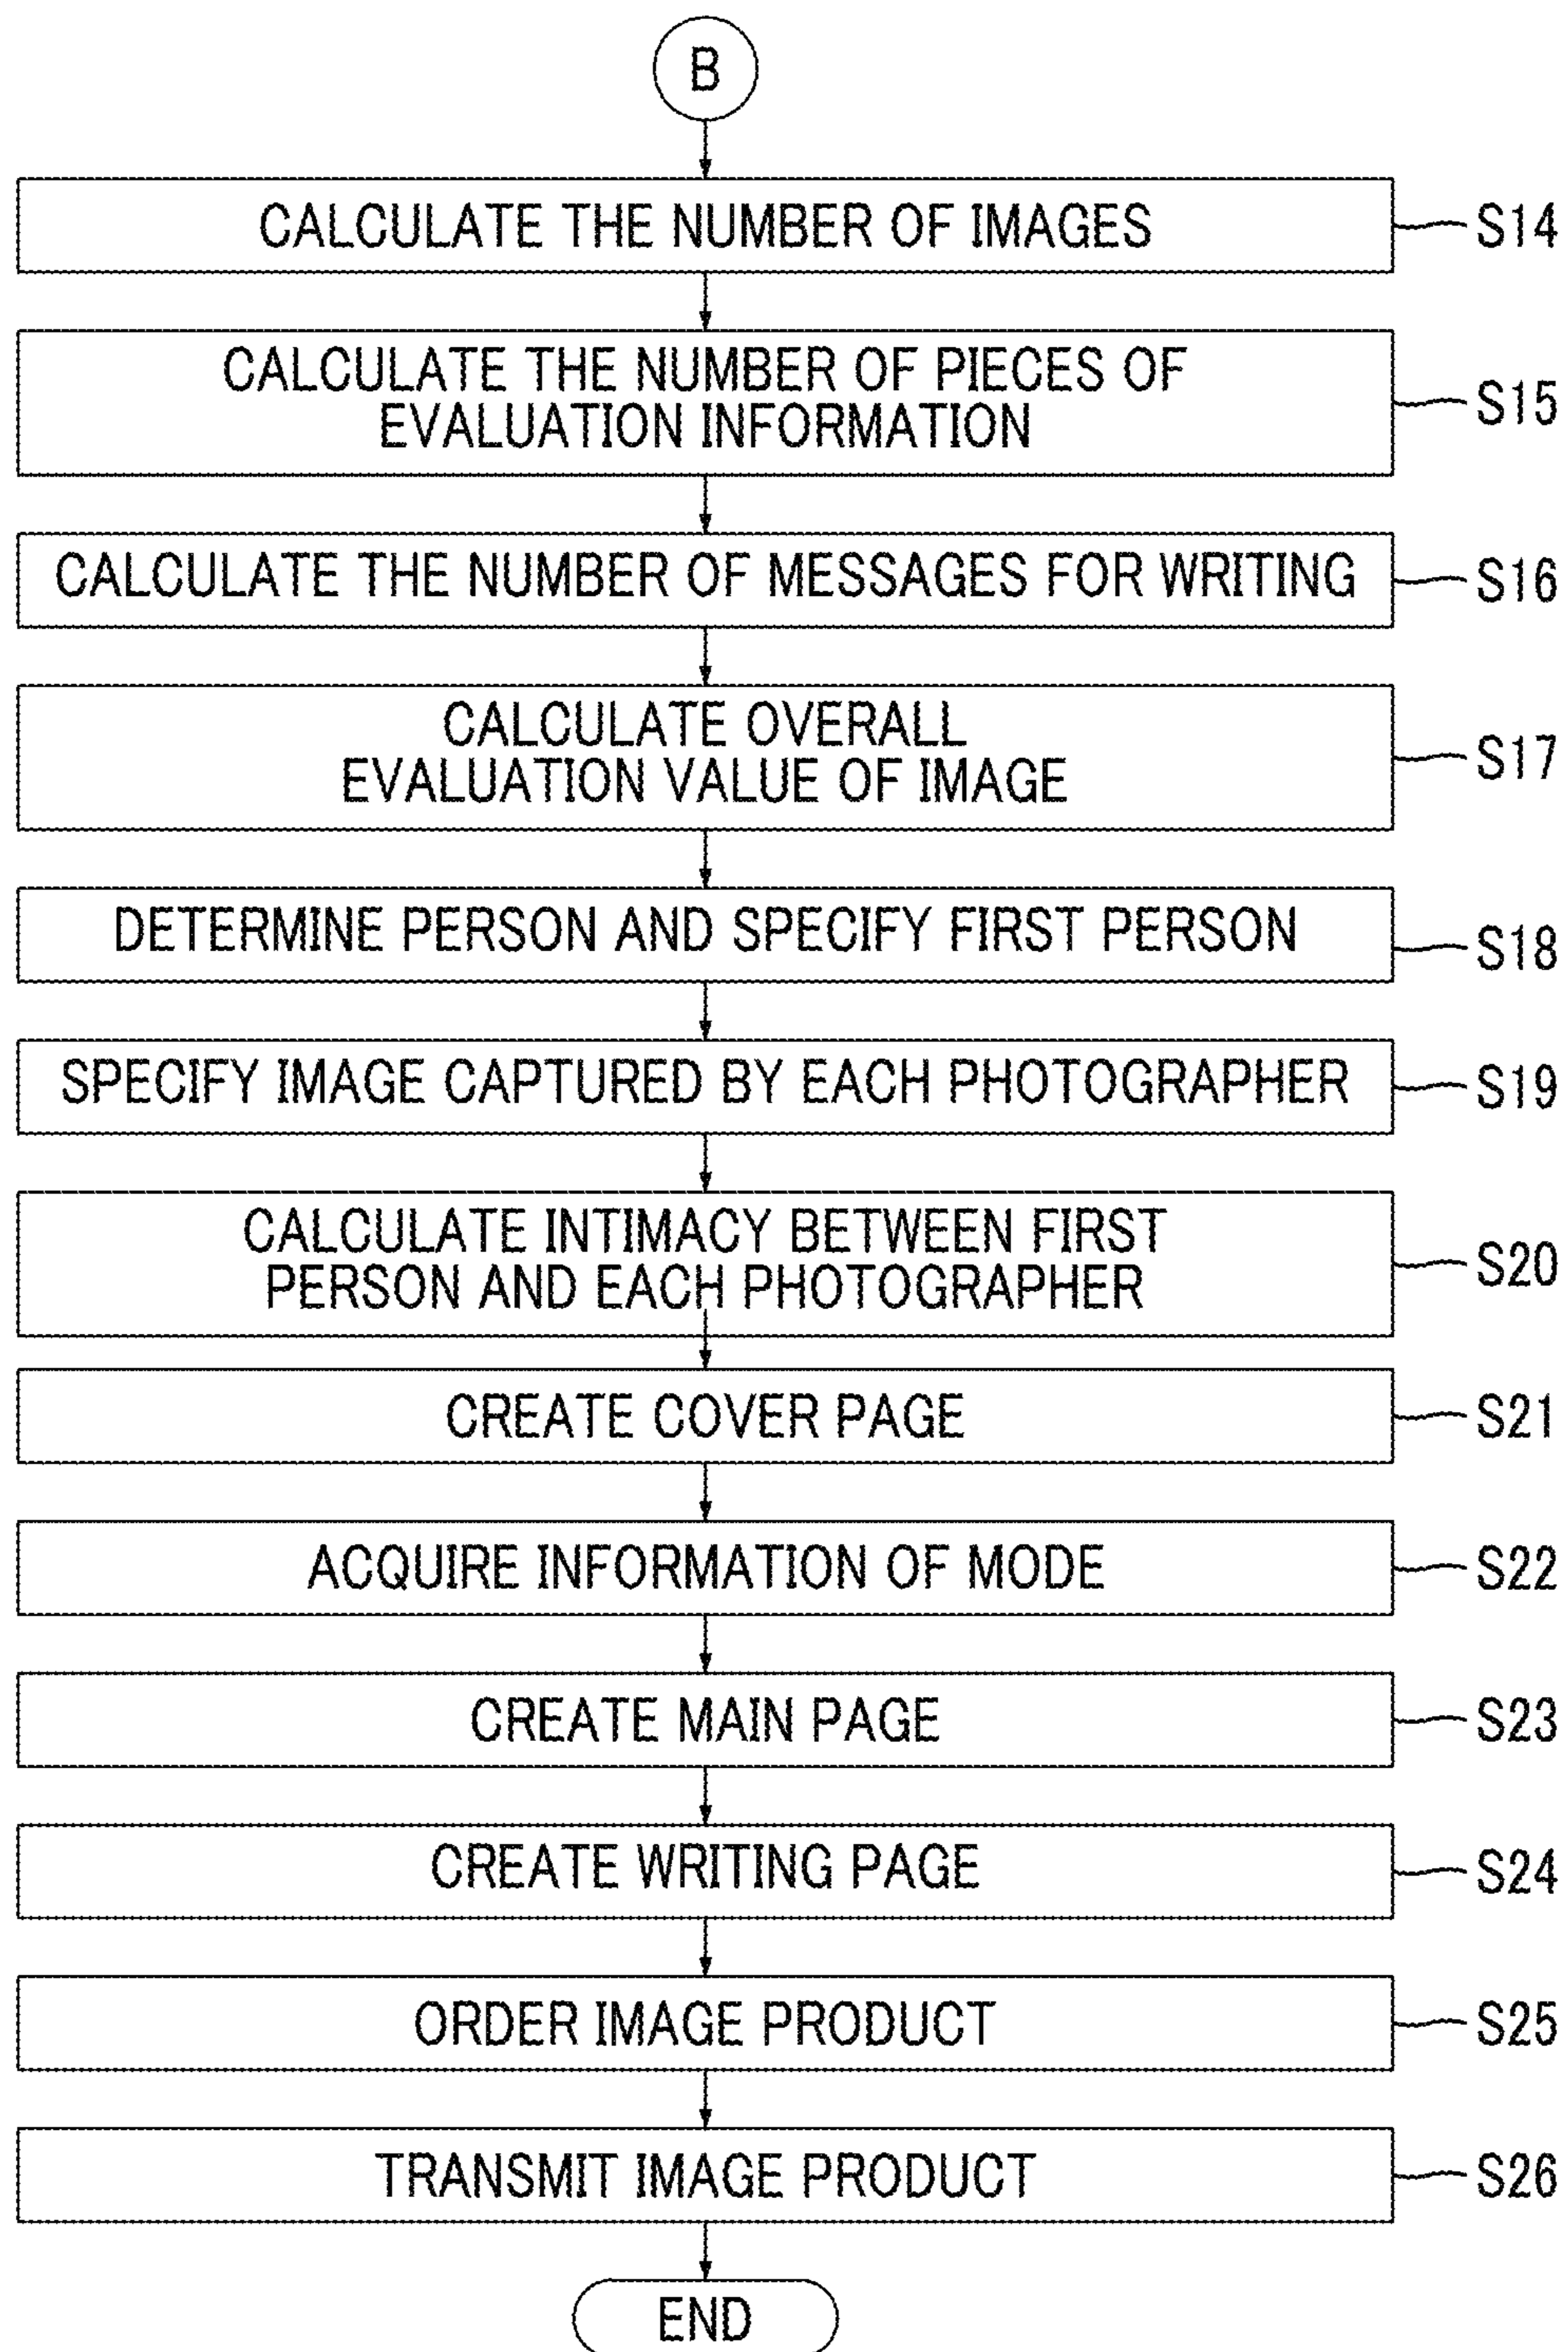 B
CALCULATE THE NUMBER OF IMAGES
S14
CALCULATE THE NUMBER OF PIECES OF
EVALUATION INFORMATION
S15
CALCULATE THE NUMBER OF MESSAGES FOR WRITING
S16
CALCULATE OVERALL
EVALUATION VALUE OF IMAGE
S17
DETERMINE PERSON AND SPECIFY FIRST PERSON
S18
SPECIFY IMAGE CAPTURED BY EACH PHOTOGRAPHER
S19
CALCULATE INTIMACY BETWEEN FIRST
PERSON AND EACH PHOTOGRAPHER
S20
CREATE COVER PAGE
S21
ACQUIRE INFORMATION OF MODE
S22
CREATE MAIN PAGE
S23
CREATE WRITING PAGE
S24
ORDER IMAGE PRODUCT
S25
TRANSMIT IMAGE PRODUCT
S26
END